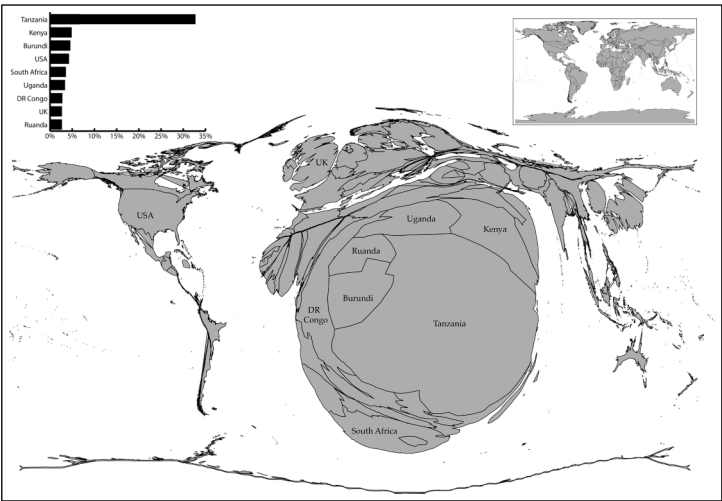 Tanzania
Kenya
Burundi
USA
South Africa
Uganda
DR Congo
UK
Ruanda
0% 5% 10% 15% 20% 25% 30% 35%
UK
USA
Uganda
Kenya
Ruanda
Burundi
DR
Congo
Tanzania
South Africa